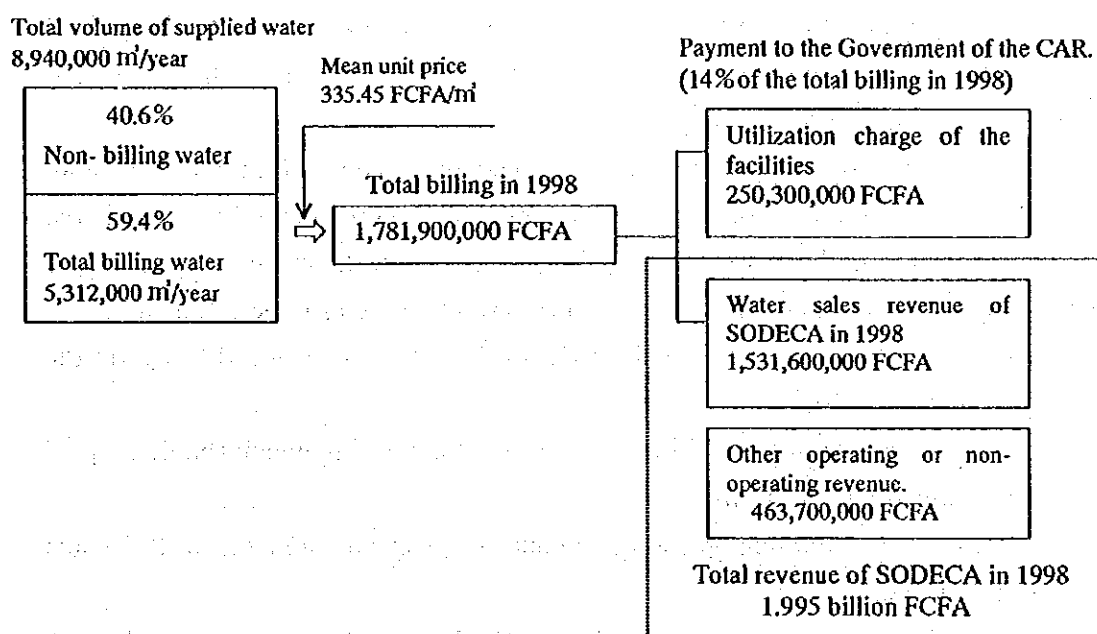 Total volume of supplied water
8,940,000 m³/year
40.6%
Non- billing water
59.4%
Total billing water
5,312,000 m³/year
Mean unit price
335.45 FCFA/m³
Total billing in 1998
1,781,900,000 FCFA
Payment to the Government of the CAR.
(14% of the total billing in 1998)
Utilization charge of the
facilities
250,300,000 FCFA
Water sales revenue of
SODECA in 1998
1,531,600,000 FCFA
Other operating or non-
operating revenue.
463,700,000 FCFA
Total revenue of SODECA in 1998
1.995 billion FCFA